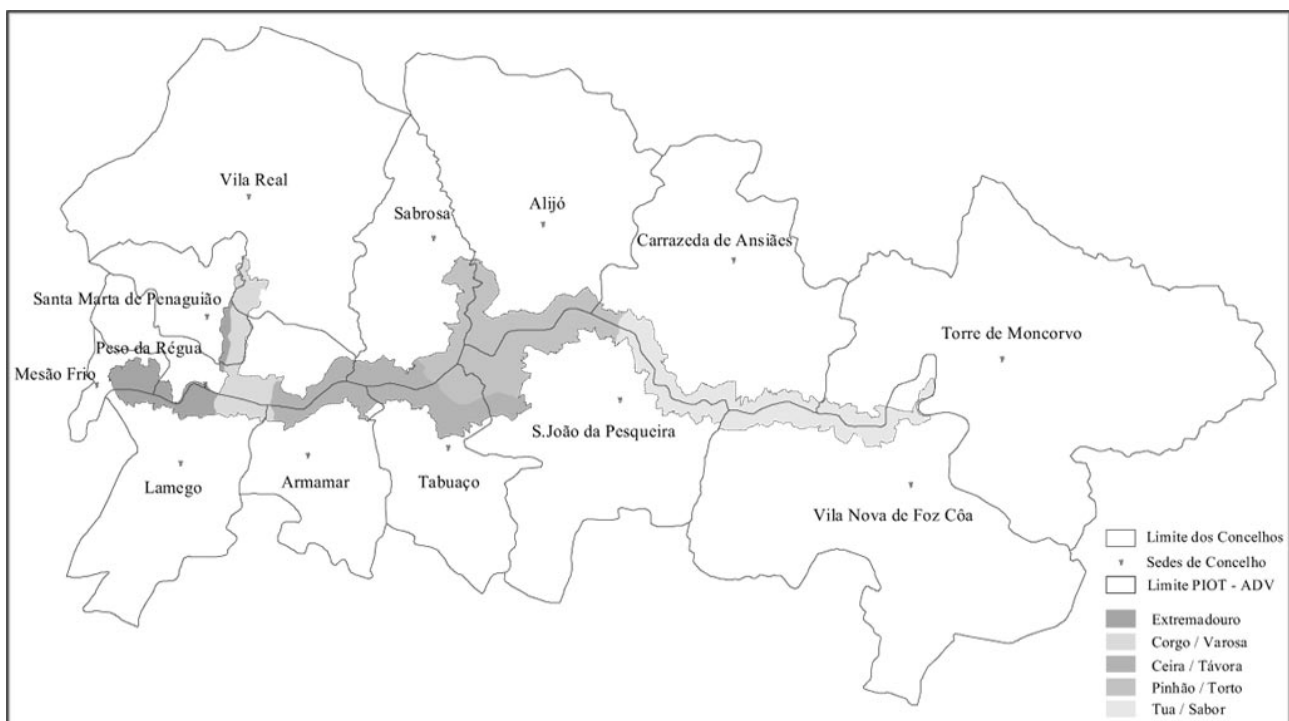 Vila Real
Sabrosa
Alijó
Carrazeda de Ansiães
Santa Marta de Penaguião
Torre de Moncorvo
Peso da Régua
Mesão Frio
S.João da Pesqueira
Lamego
Armamar
Tabuaço
Vila Nova de Foz Côa
Limite dos Concelhos
Sedes de Concelho
Limite PIOT - ADV
Extremadouro
Corgo / Varosa
Ceira / Távora
Pinhão / Torto
Tua / Sabor